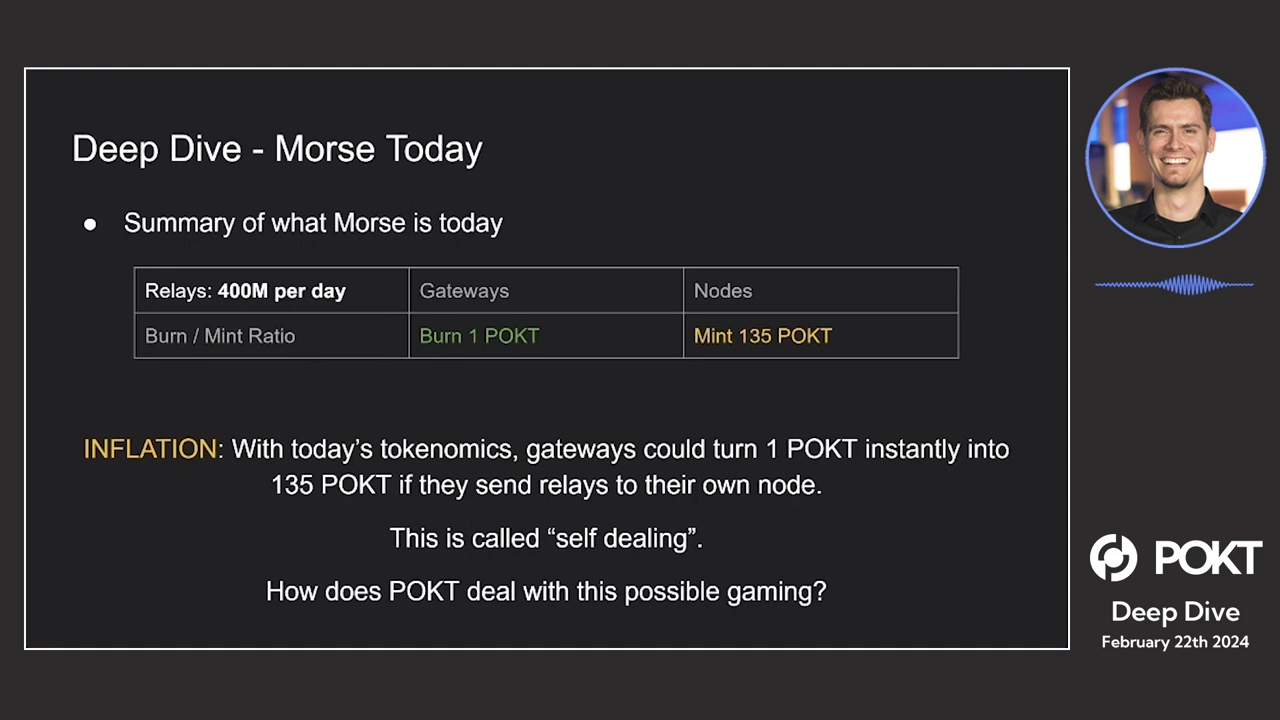 Deep Dive - Morse Today
● Summary of what Morse is today
Relays: 400M per day Gateways Nodes
Burn / Mint Ratio Burn 1 POKT Mint 135 POKT
INFLATION: With today’s tokenomics, gateways could turn 1 POKT instantly into
135 POKT if they send relays to their own node.
This is called “self dealing”.
How does POKT deal with this possible gaming?
POKT
Deep Dive
February 22th 2024